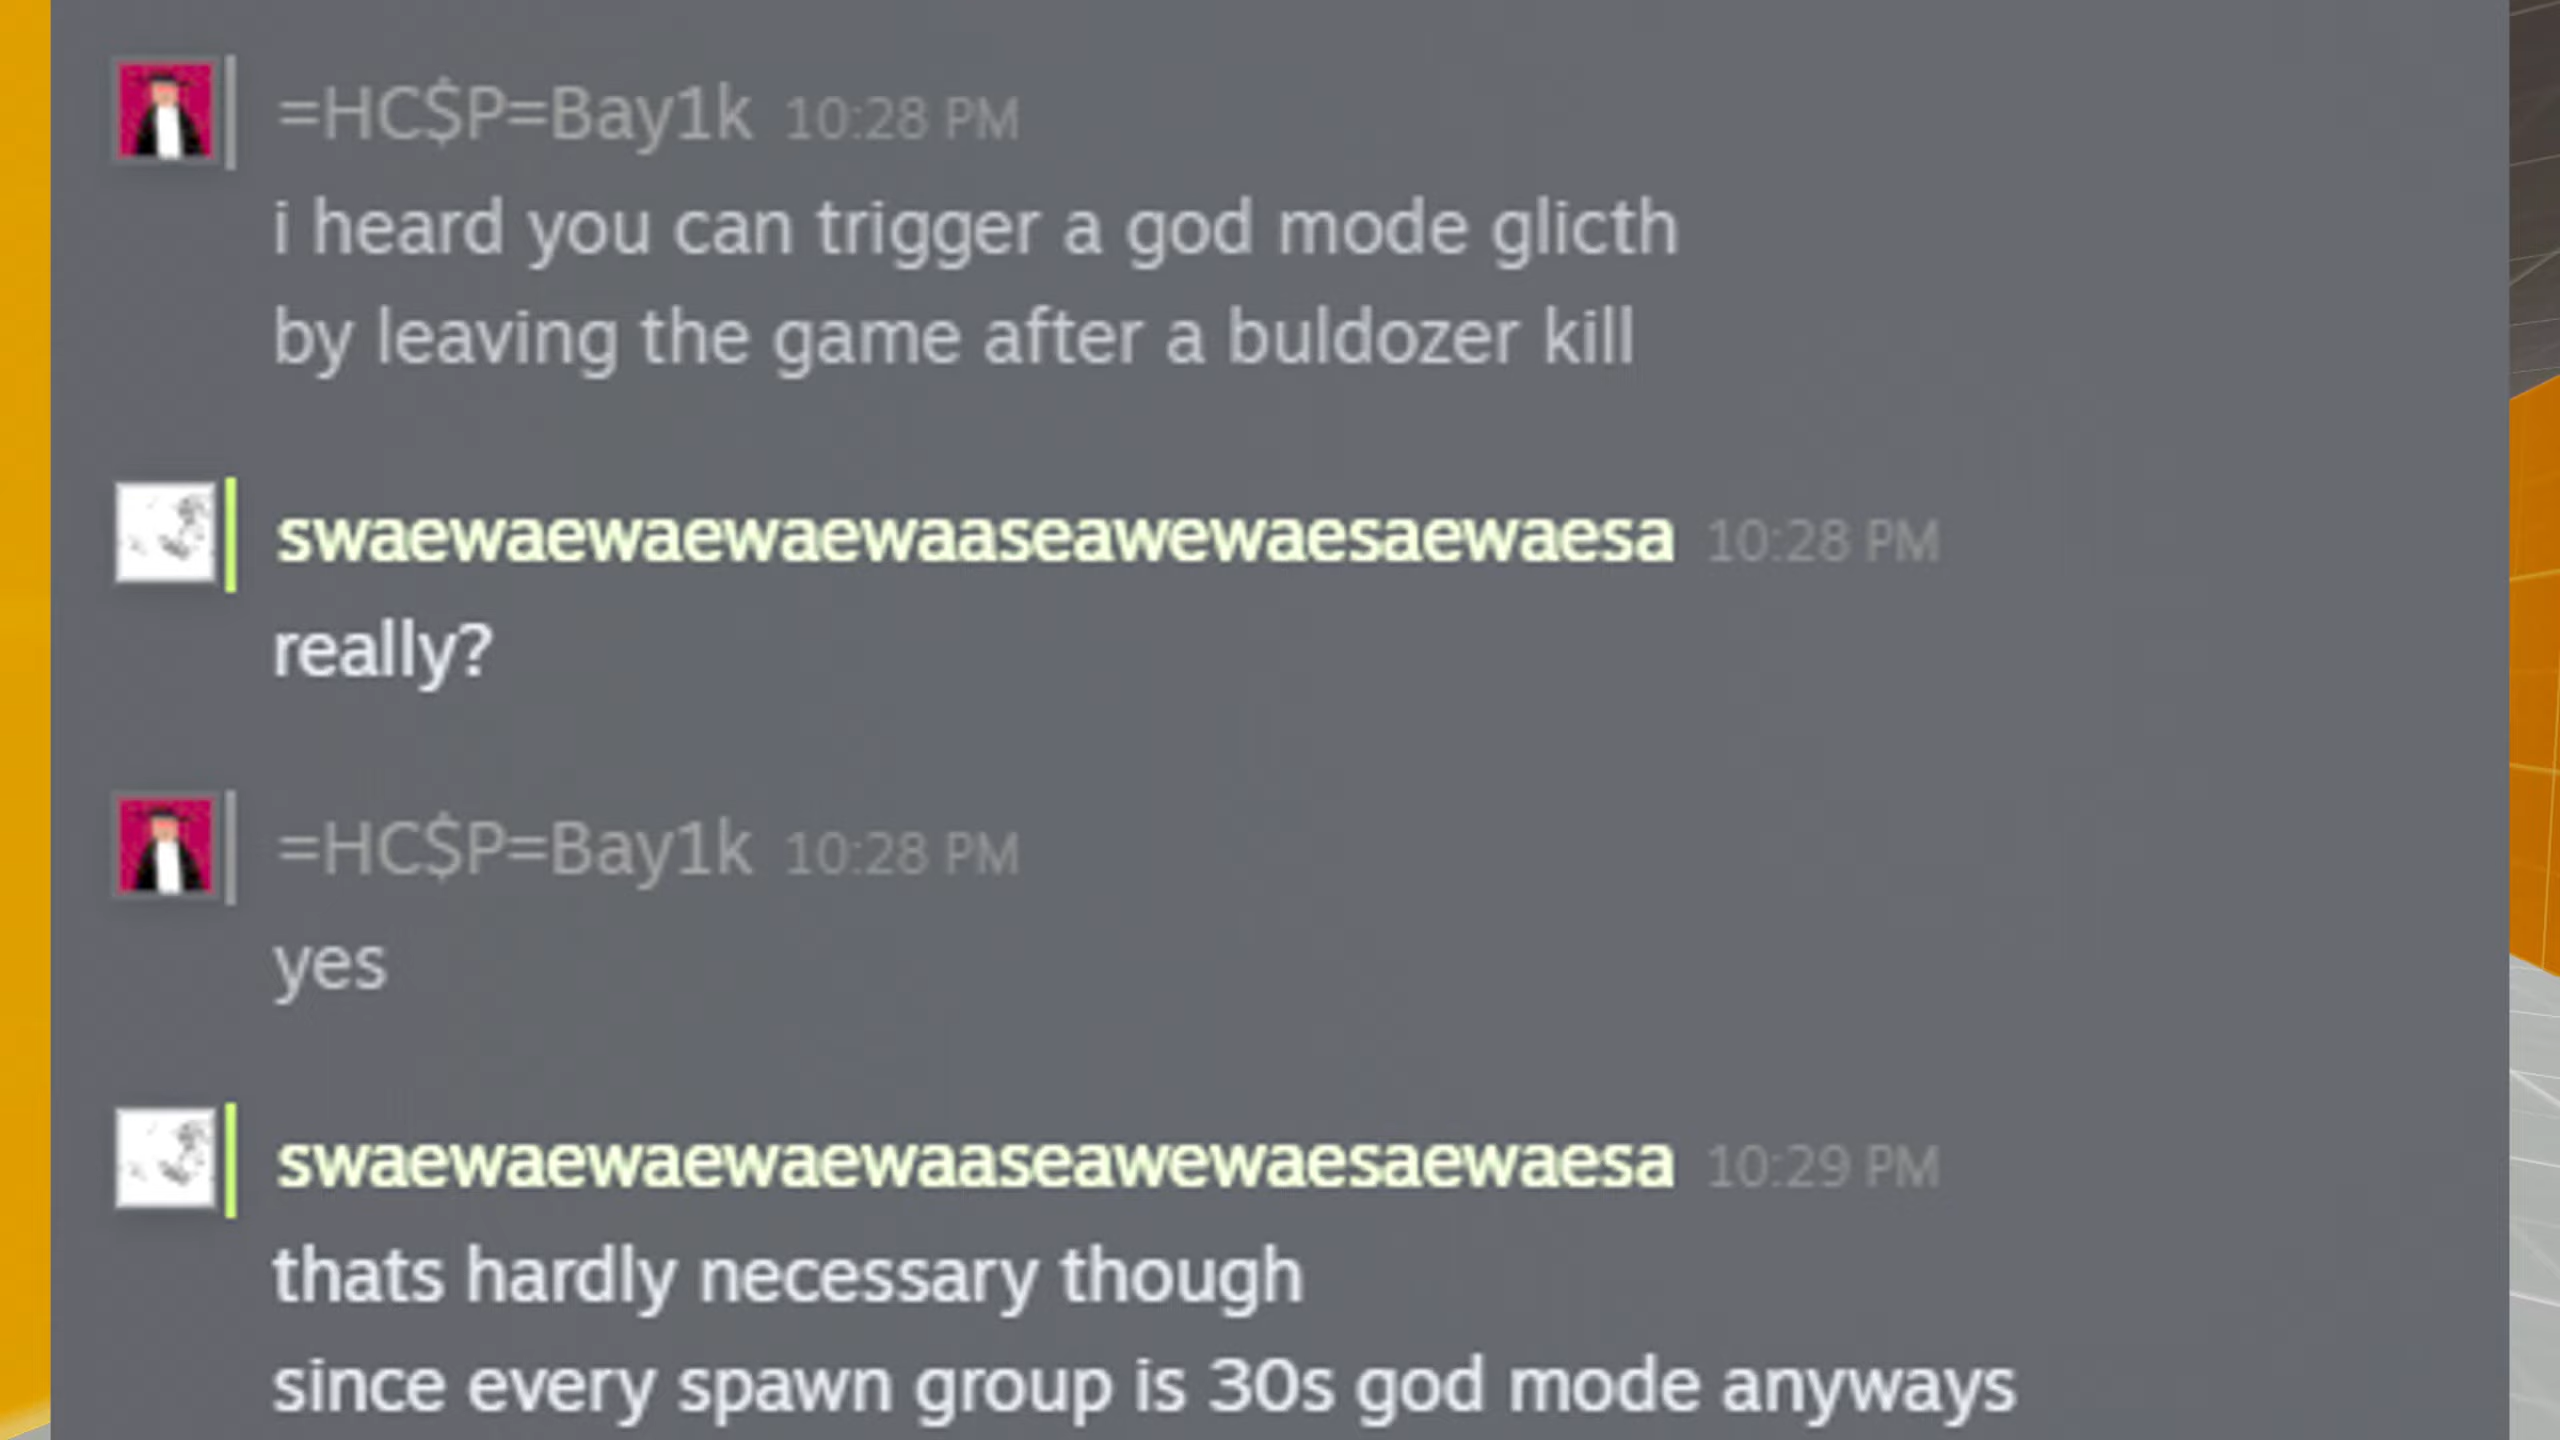 =HC$P=Bay1k 10:28 PM
i heard you can trigger a god mode glicth
by leaving the game after a buldozer kill
swaewaewaewaewaaseawewaesaewaesa 10:28 PM
really?
=HC$P=Bay1k 10:28 PM
yes
swaewaewaewaewaaseawewaesaewaesa 10:29 PM
thats hardly necessary though
since every spawn group is 30s god mode anyways